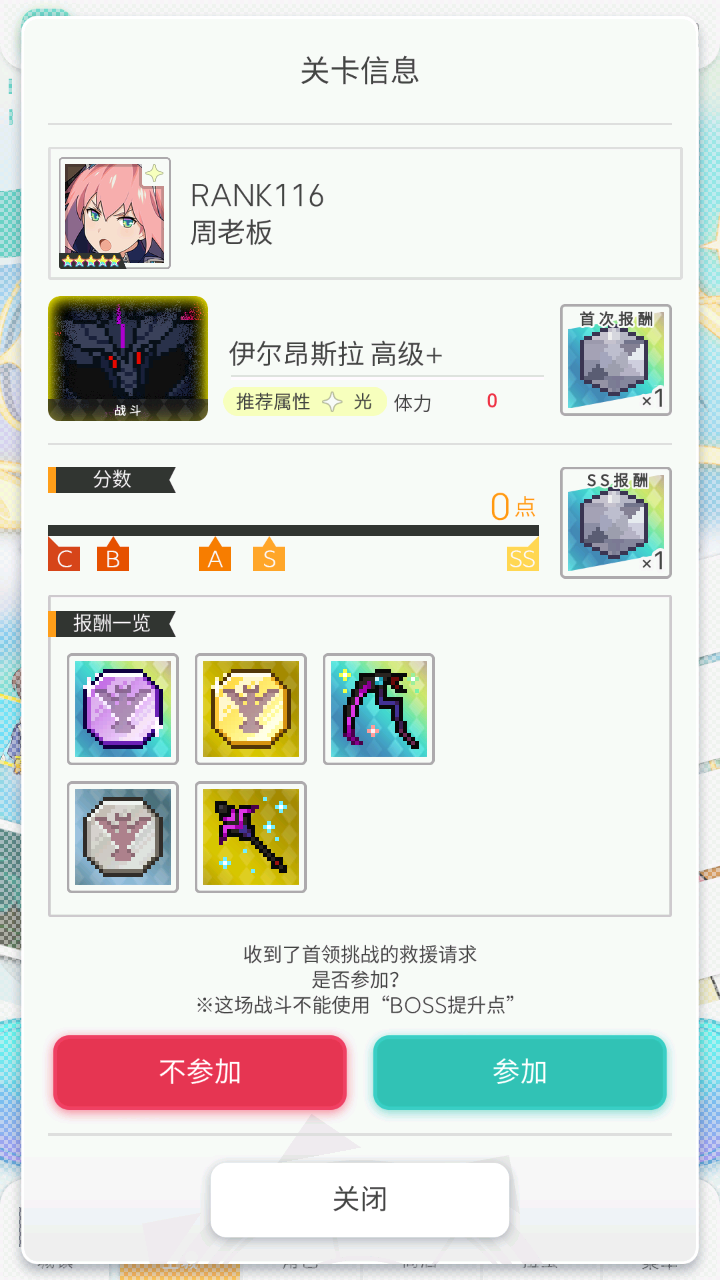 关卡信息
RANK116
周老板
战斗
伊尔昂斯拉 高级+
推荐属性 光 体力 0
首次报酬
×1
分数
0点
C B A S SS
SS报酬
×1
报酬一览
收到了首领挑战的救援请求
是否参加？
※这场战斗不能使用“BOSS提升点”
不参加 参加
关闭